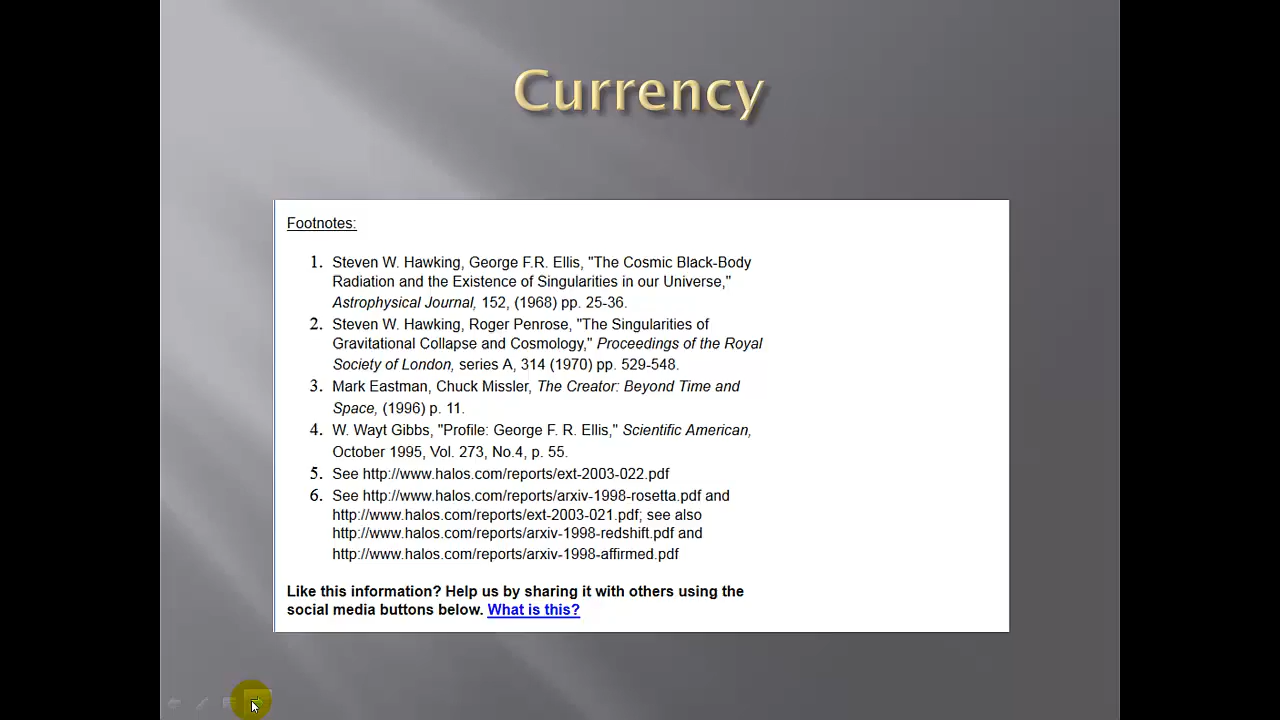 Currency
Footnotes:
1. Steven W. Hawking, George F.R. Ellis, "The Cosmic Black-Body
Radiation and the Existence of Singularities in our Universe,"
Astrophysical Journal, 152, (1968) pp. 25-36.
2. Steven W. Hawking, Roger Penrose, "The Singularities of
Gravitational Collapse and Cosmology," Proceedings of the Royal
Society of London, series A, 314 (1970) pp. 529-548.
3. Mark Eastman, Chuck Missler, The Creator: Beyond Time and
Space, (1996) p. 11.
4. W. Wayt Gibbs, "Profile: George F. R. Ellis," Scientific American,
October 1995, Vol. 273, No.4, p. 55.
5. See http://www.halos.com/reports/ext-2003-022.pdf
6. See http://www.halos.com/reports/arxiv-1998-rosetta.pdf and
http://www.halos.com/reports/ext-2003-021.pdf; see also
http://www.halos.com/reports/arxiv-1998-redshift.pdf and
http://www.halos.com/reports/arxiv-1998-affirmed.pdf
Like this information? Help us by sharing it with others using the
social media buttons below. What is this?